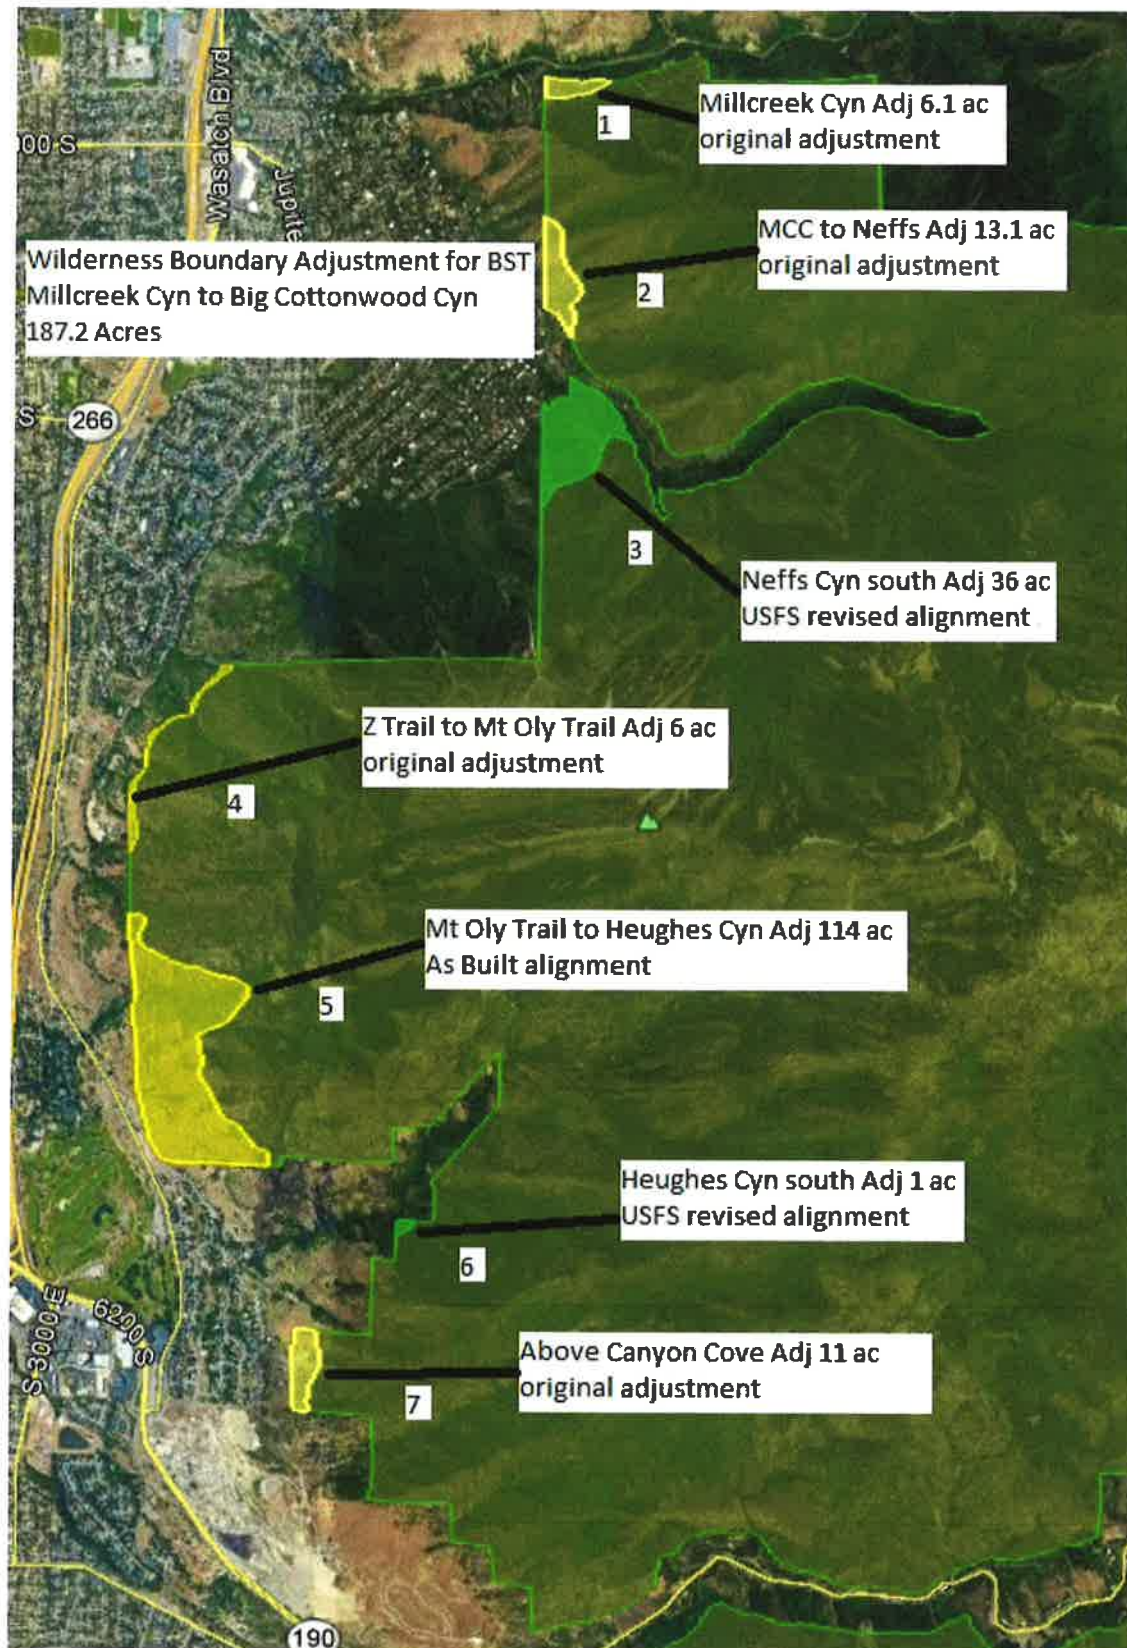 Wasatch Blvd
Millcreek Cyn Adj 6.1 ac
original adjustment
1
00 S
Jupite
MCC to Neffs Adj 13.1 ac
original adjustment
2
Wilderness Boundary Adjustment for BST
Millcreek Cyn to Big Cottonwood Cyn
187.2 Acres
S
266
3
Neffs Cyn south Adj 36 ac
USFS revised alignment
Z Trail to Mt Oly Trail Adj 6 ac
original adjustment
4
Mt Oly Trail to Heughes Cyn Adj 114 ac
As Built alignment
5
Heughes Cyn south Adj 1 ac
USFS revised alignment
6
S 3000 E
6200 S
Above Canyon Cove Adj 11 ac
original adjustment
7
190